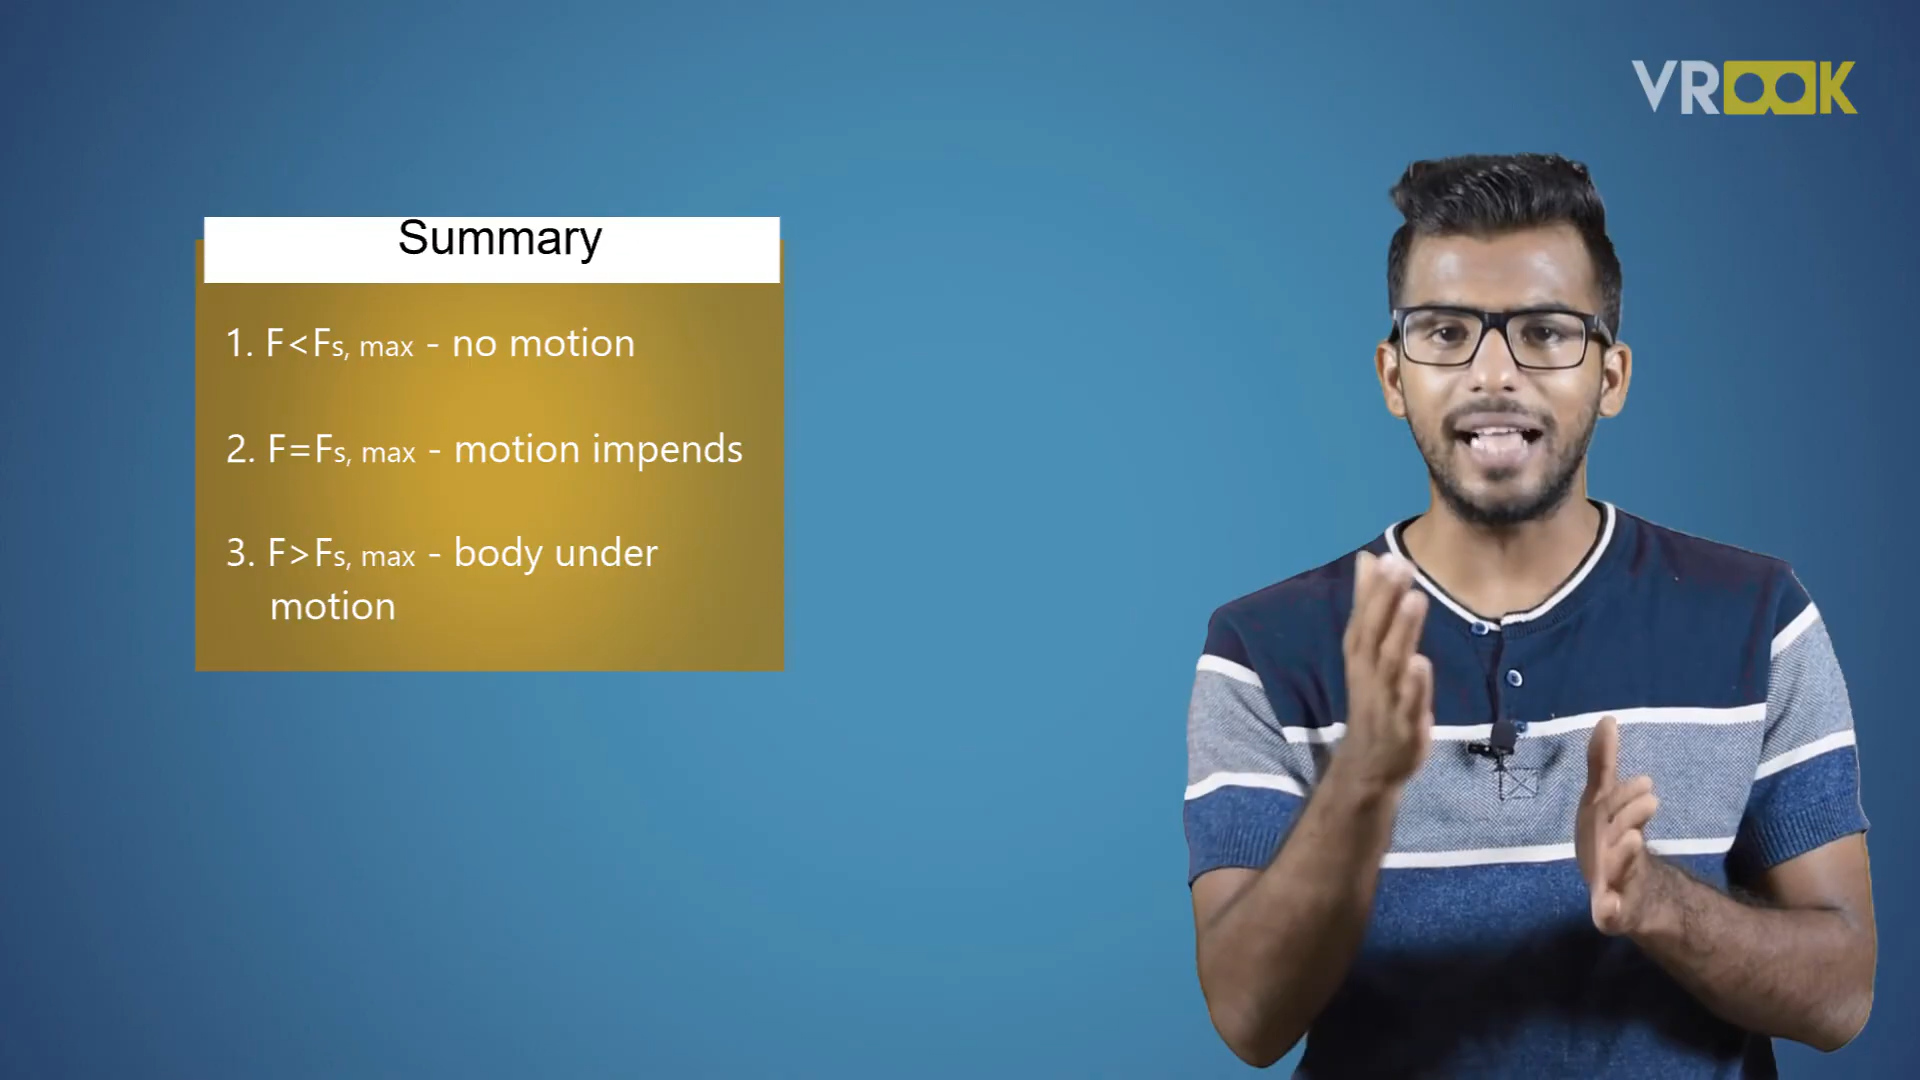 VROOK
Summary
1. F<Fs, max - no motion
2. F=Fs, max - motion impends
3. F>Fs, max - body under
motion